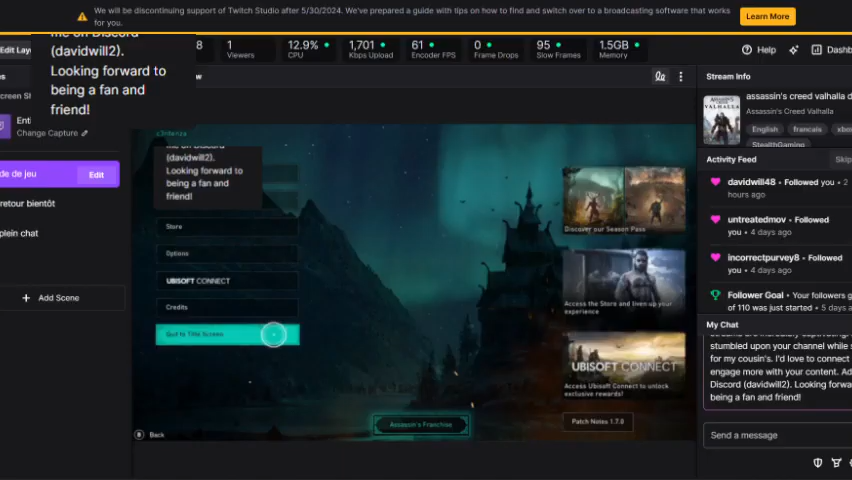 We will be discontinuing support of Twitch Studio after 5/30/2024. We've prepared a guide with tips on how to find and switch over to a broadcasting software that works
for you.
Learn More
Edit Lay
8
1
Viewers
12.9%
CPU
1,701
Kbps Upload
61
Encoder FPS
0
Frame Drops
95
Slow Frames
1.5GB
Memory
Help
Dashb
me on Discord
(davidwill2).
Looking forward to
being a fan and
friend!
Change Capture
de de jeu
Edit
retour bientôt
plein chat
Add Scene
me on Discord
(davidwill2).
Looking forward to
being a fan and
friend!
Store
Options
UBISOFT CONNECT
Credits
Quit to Title Screen
Back
Assassin's Franchise
Discover our Season Pass
Access the Store and liven up your
experience
UBISOFT CONNECT
Access Ubisoft Connect to unlock
exclusive rewards!
Patch Notes 1.7.0
Stream Info
ASSASSIN'S CREED
VALHALLA
assassin's creed valhalla d
Assassin's Creed Valhalla
English
francais
xbo
StealthGaming
Activity Feed
Skip
davidwill48 • Followed you • 2
hours ago
untreatedmov • Followed
you • 4 days ago
incorrectpurvey8 • Followed
you • 4 days ago
Follower Goal • Your followers g
of 110 was just started • 5 days a
My Chat
stumbled upon your channel while s
for my cousin's. I'd love to connect
engage more with your content. Ad
Discord (davidwill2). Looking forwa
being a fan and friend!
Send a message